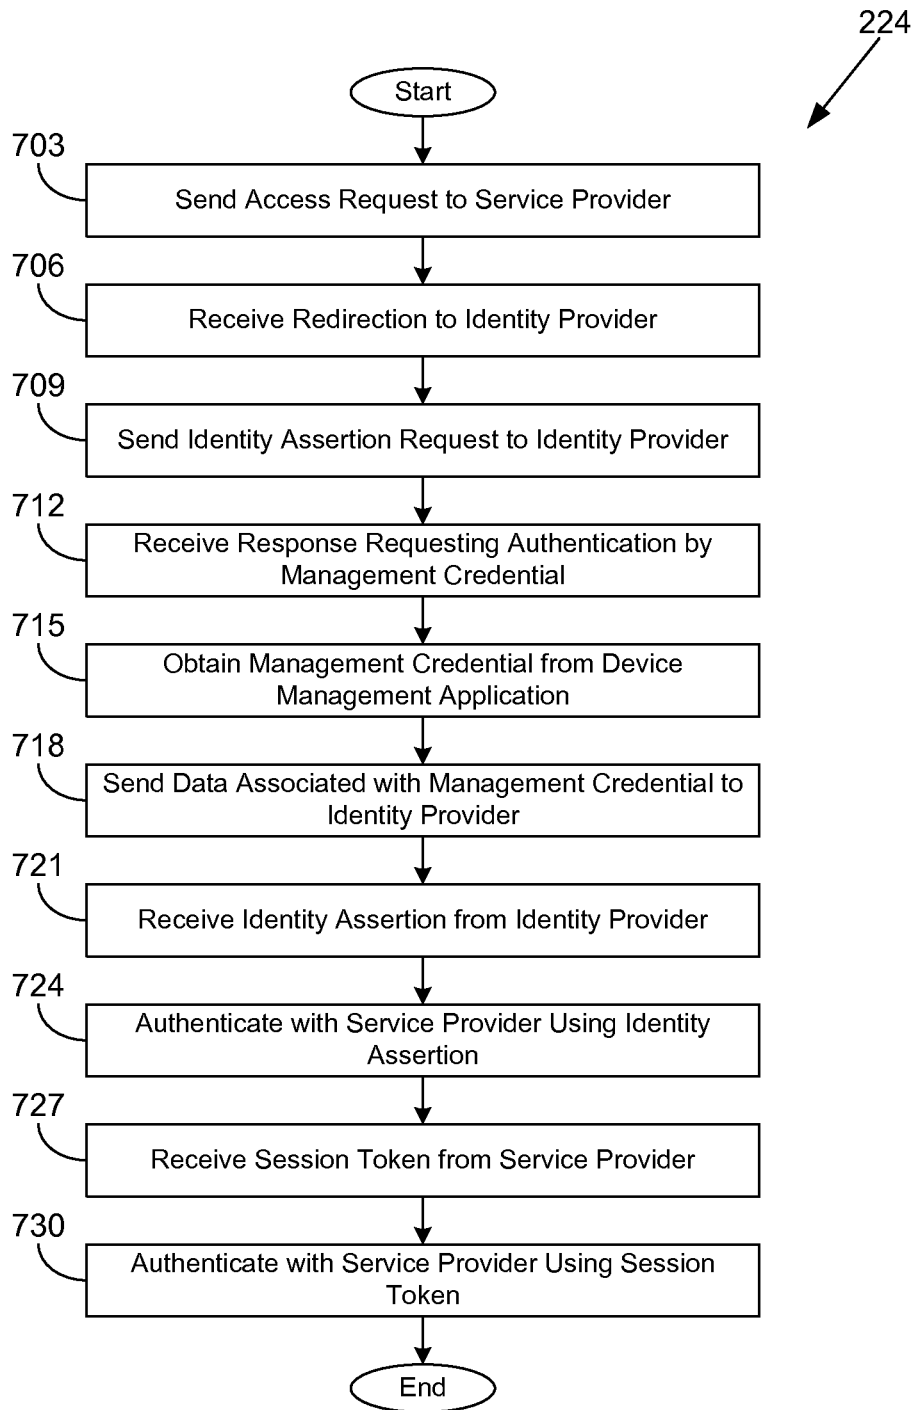 224
Start
703
Send Access Request to Service Provider
706
Receive Redirection to Identity Provider
709
Send Identity Assertion Request to Identity Provider
712
Receive Response Requesting Authentication by
Management Credential
715
Obtain Management Credential from Device
Management Application
718
Send Data Associated with Management Credential to
Identity Provider
721
Receive Identity Assertion from Identity Provider
724
Authenticate with Service Provider Using Identity
Assertion
727
Receive Session Token from Service Provider
730
Authenticate with Service Provider Using Session
Token
End